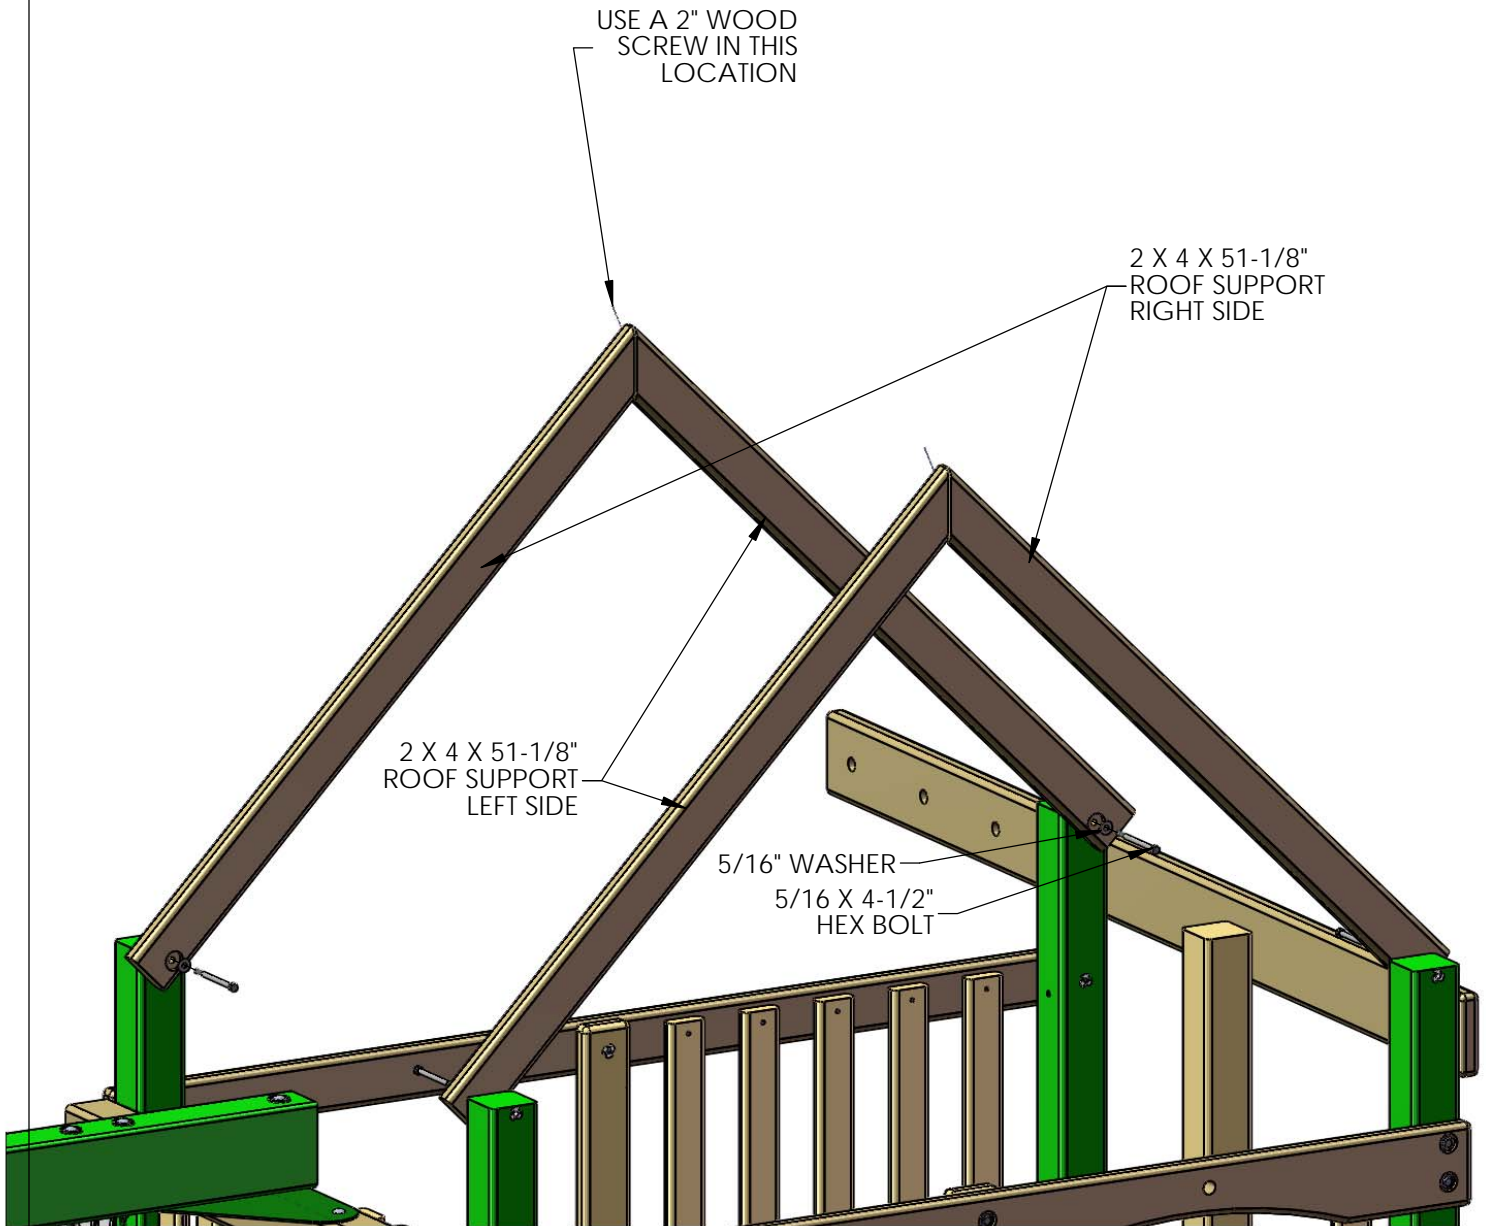 USE A 2" WOOD
SCREW IN THIS
LOCATION
2 X 4 X 51-1/8"
ROOF SUPPORT
RIGHT SIDE
2 X 4 X 51-1/8"
ROOF SUPPORT
LEFT SIDE
5/16" WASHER
5/16 X 4-1/2"
HEX BOLT